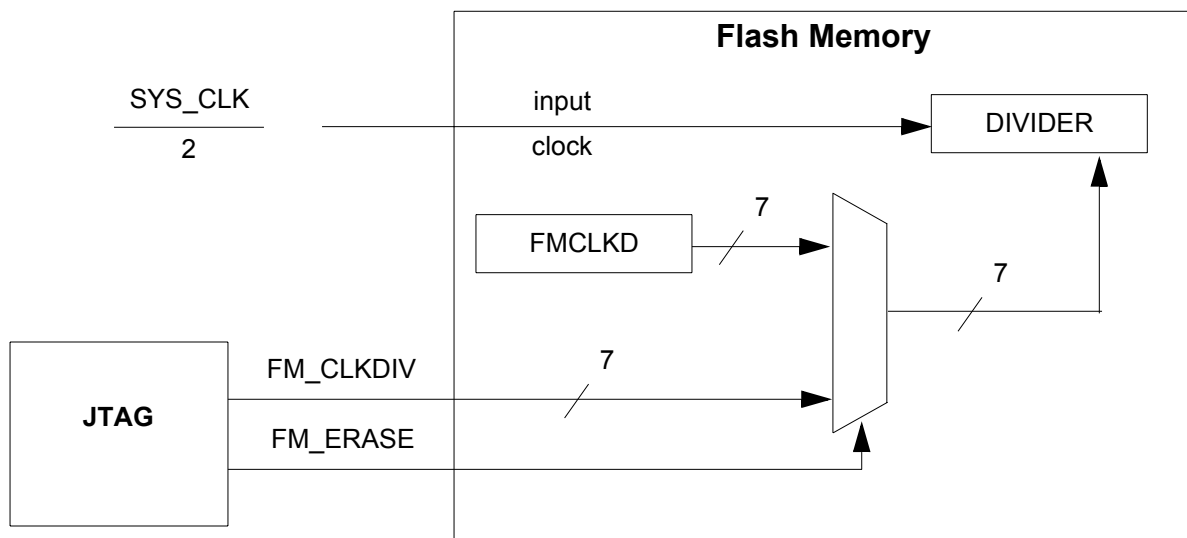 Flash Memory
SYS_CLK
2
input
clock
DIVIDER
7
FMCLKD
7
7
FM_CLKDIV
JTAG
FM_ERASE